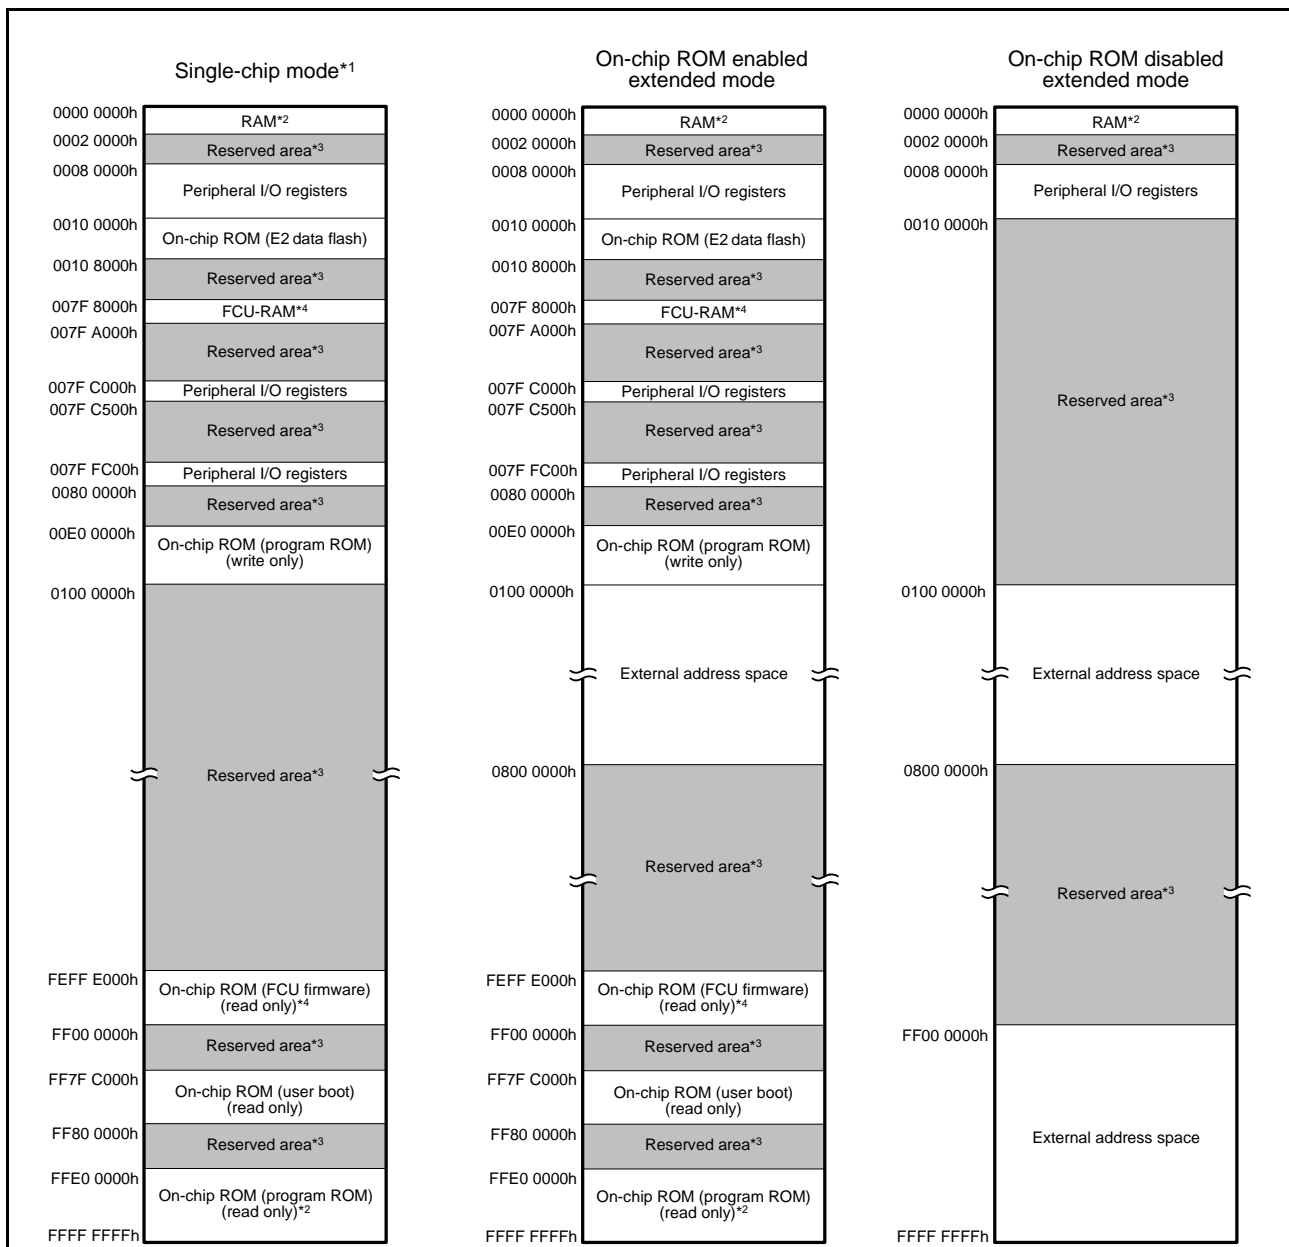 Single-chip mode*1
0000 0000h
RAM*2
0002 0000h
Reserved area*3
0008 0000h
Peripheral I/O registers
0010 0000h
On-chip ROM (E2 data flash)
0010 8000h
Reserved area*3
007F 8000h
FCU-RAM*4
007F A000h
Reserved area*3
007F C000h
Peripheral I/O registers
007F C500h
Reserved area*3
007F FC00h
Peripheral I/O registers
0080 0000h
Reserved area*3
00E0 0000h
On-chip ROM (program ROM)
(write only)
0100 0000h
Reserved area*3
FEFF E000h
On-chip ROM (FCU firmware)
(read only)*4
FF00 0000h
Reserved area*3
FF7F C000h
On-chip ROM (user boot)
(read only)
FF80 0000h
Reserved area*3
FFE0 0000h
On-chip ROM (program ROM)
(read only)*2
FFFF FFFFh
On-chip ROM enabled
extended mode
0000 0000h
RAM*2
0002 0000h
Reserved area*3
0008 0000h
Peripheral I/O registers
0010 0000h
On-chip ROM (E2 data flash)
0010 8000h
Reserved area*3
007F 8000h
FCU-RAM*4
007F A000h
Reserved area*3
007F C000h
Peripheral I/O registers
007F C500h
Reserved area*3
007F FC00h
Peripheral I/O registers
0080 0000h
Reserved area*3
00E0 0000h
On-chip ROM (program ROM)
(write only)
0100 0000h
External address space
0800 0000h
Reserved area*3
FEFF E000h
On-chip ROM (FCU firmware)
(read only)*4
FF00 0000h
Reserved area*3
FF7F C000h
On-chip ROM (user boot)
(read only)
FF80 0000h
Reserved area*3
FFE0 0000h
On-chip ROM (program ROM)
(read only)*2
FFFF FFFFh
On-chip ROM disabled
extended mode
0000 0000h
RAM*2
0002 0000h
Reserved area*3
0008 0000h
Peripheral I/O registers
0010 0000h
Reserved area*3
0100 0000h
External address space
0800 0000h
Reserved area*3
FF00 0000h
External address space
FFFF FFFFh